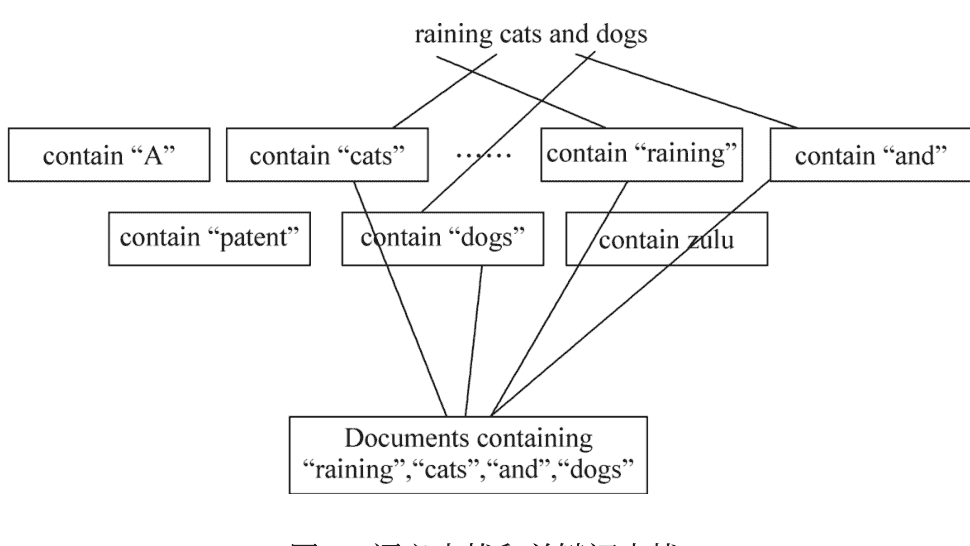 raining cats and dogs
contain “A”
contain “cats”
……
contain “raining”
contain “and”
contain “patent”
contain “dogs”
contain zulu
Documents containing
“raining”,“cats”,“and”,“dogs”